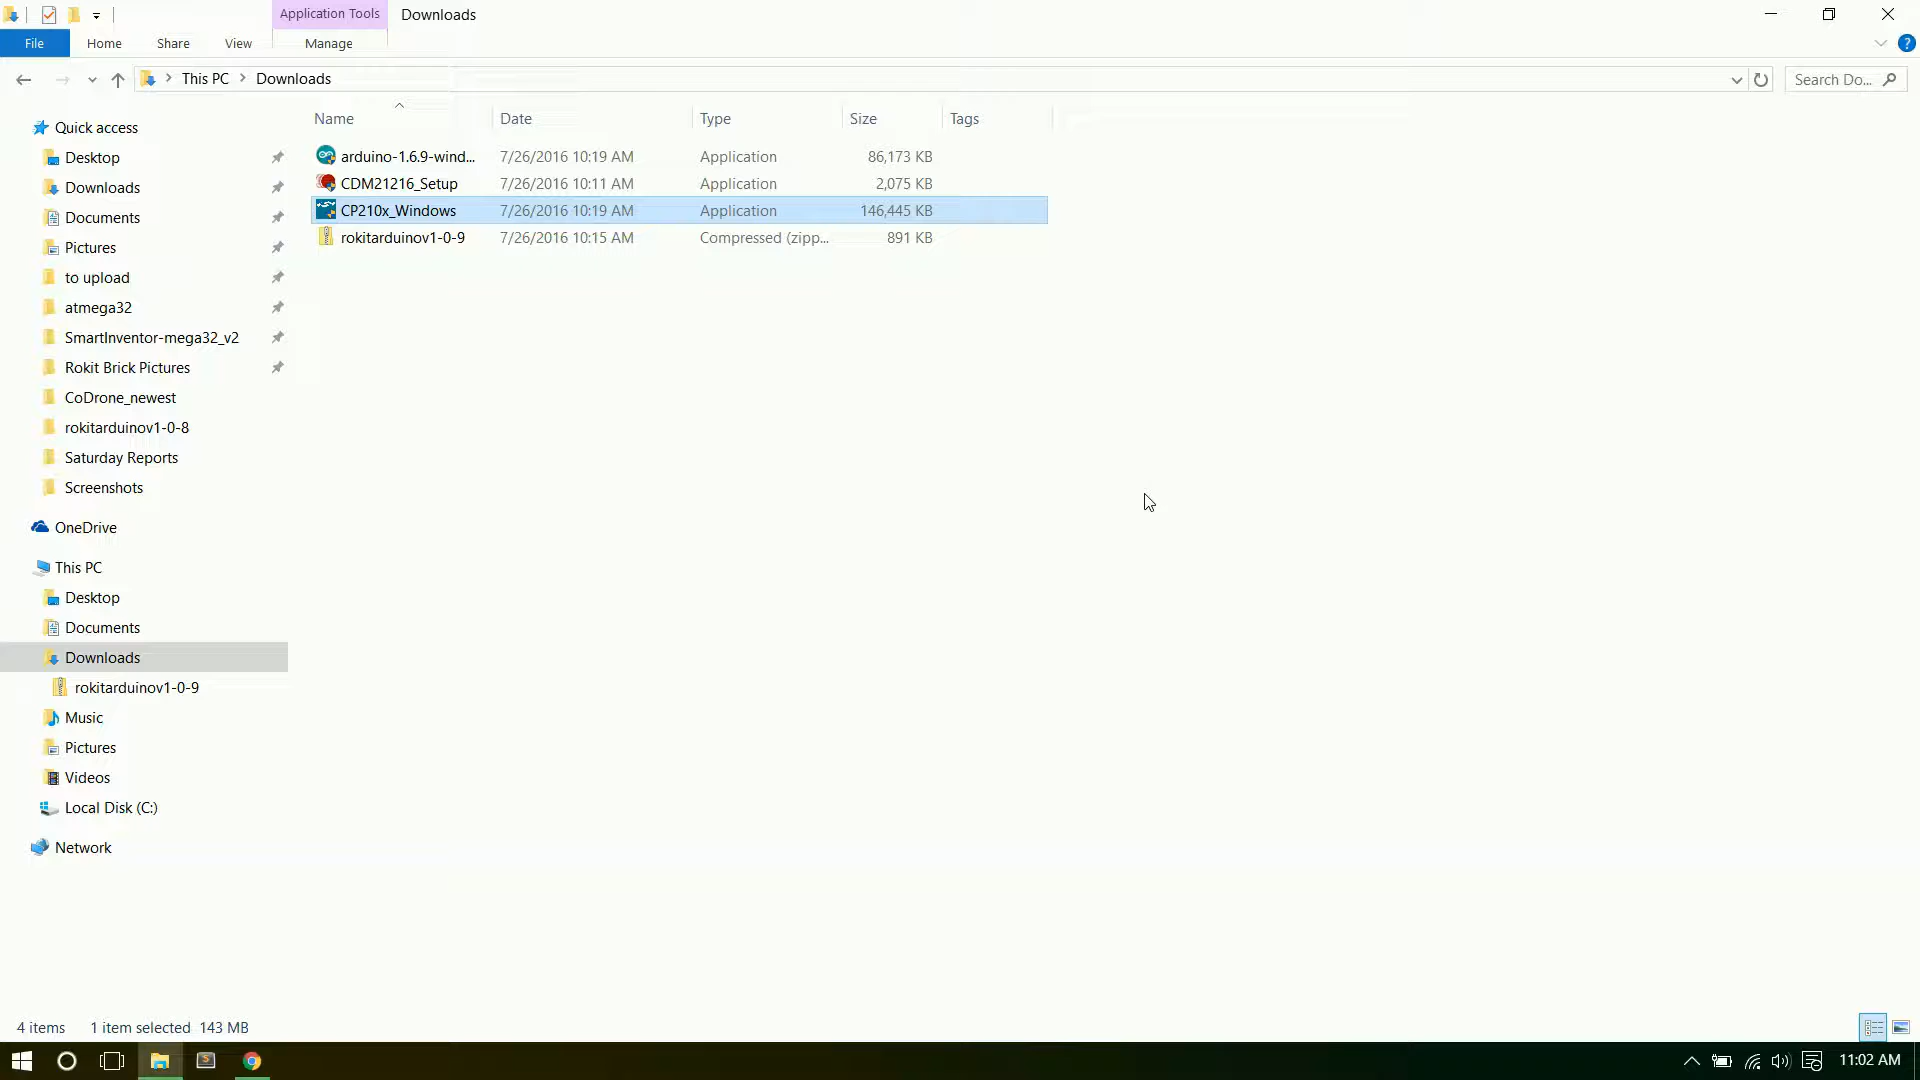 Application Tools Downloads
File Home Share View Manage
This PC Downloads Search Do...
Name Date Type Size Tags
arduino-1.6.9-wind... 7/26/2016 10:19 AM Application 86,173 KB
CDM21216_Setup 7/26/2016 10:11 AM Application 2,075 KB
CP210x_Windows 7/26/2016 10:19 AM Application 146,445 KB
rokitarduinov1-0-9 7/26/2016 10:15 AM Compressed (zipp... 891 KB
Quick access
Desktop
Downloads
Documents
Pictures
to upload
atmega32
SmartInventor-mega32_v2
Rokit Brick Pictures
CoDrone_newest
rokitarduinov1-0-8
Saturday Reports
Screenshots
OneDrive
This PC
Desktop
Documents
Downloads
rokitarduinov1-0-9
Music
Pictures
Videos
Local Disk (C:)
Network
4 items 1 item selected 143 MB
11:02 AM